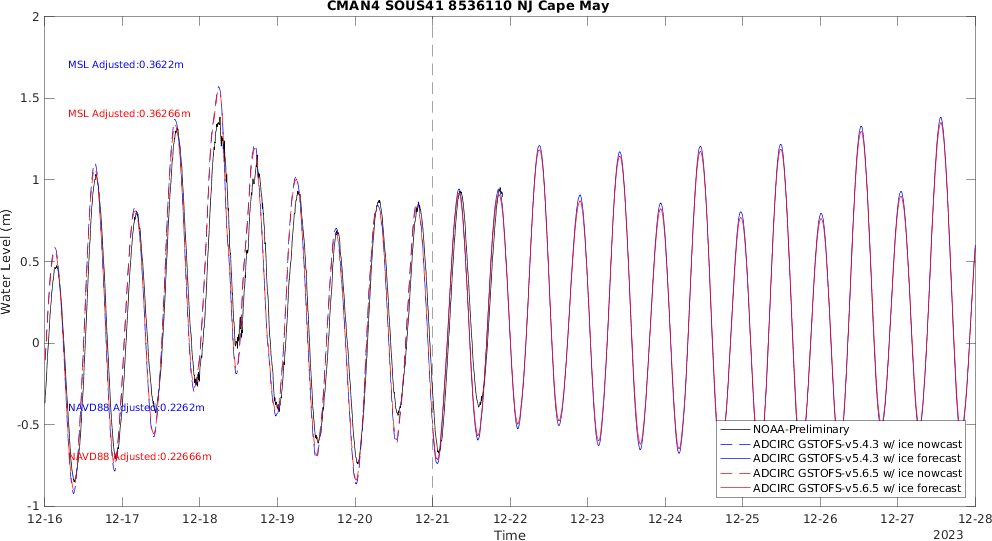 CMAN4 SOUS41 8536110 NJ Cape May
2
MSL Adjusted:0.3622m
1.5
MSL Adjusted:0.36266m
1
0.5
0
NAVD88 Adjusted:0.2262m
-0.5
NAVD88 Adjusted:0.22666m
-1
Water Level (m)
NOAA-Preliminary
ADCIRC GSTOFS-v5.4.3 w/ ice nowcast
ADCIRC GSTOFS-v5.4.3 w/ ice forecast
ADCIRC GSTOFS-v5.6.5 w/ ice nowcast
ADCIRC GSTOFS-v5.6.5 w/ ice forecast
12-16 12-17 12-18 12-19 12-20 12-21 12-22 12-23 12-24 12-25 12-26 12-27 12-28
Time
2023